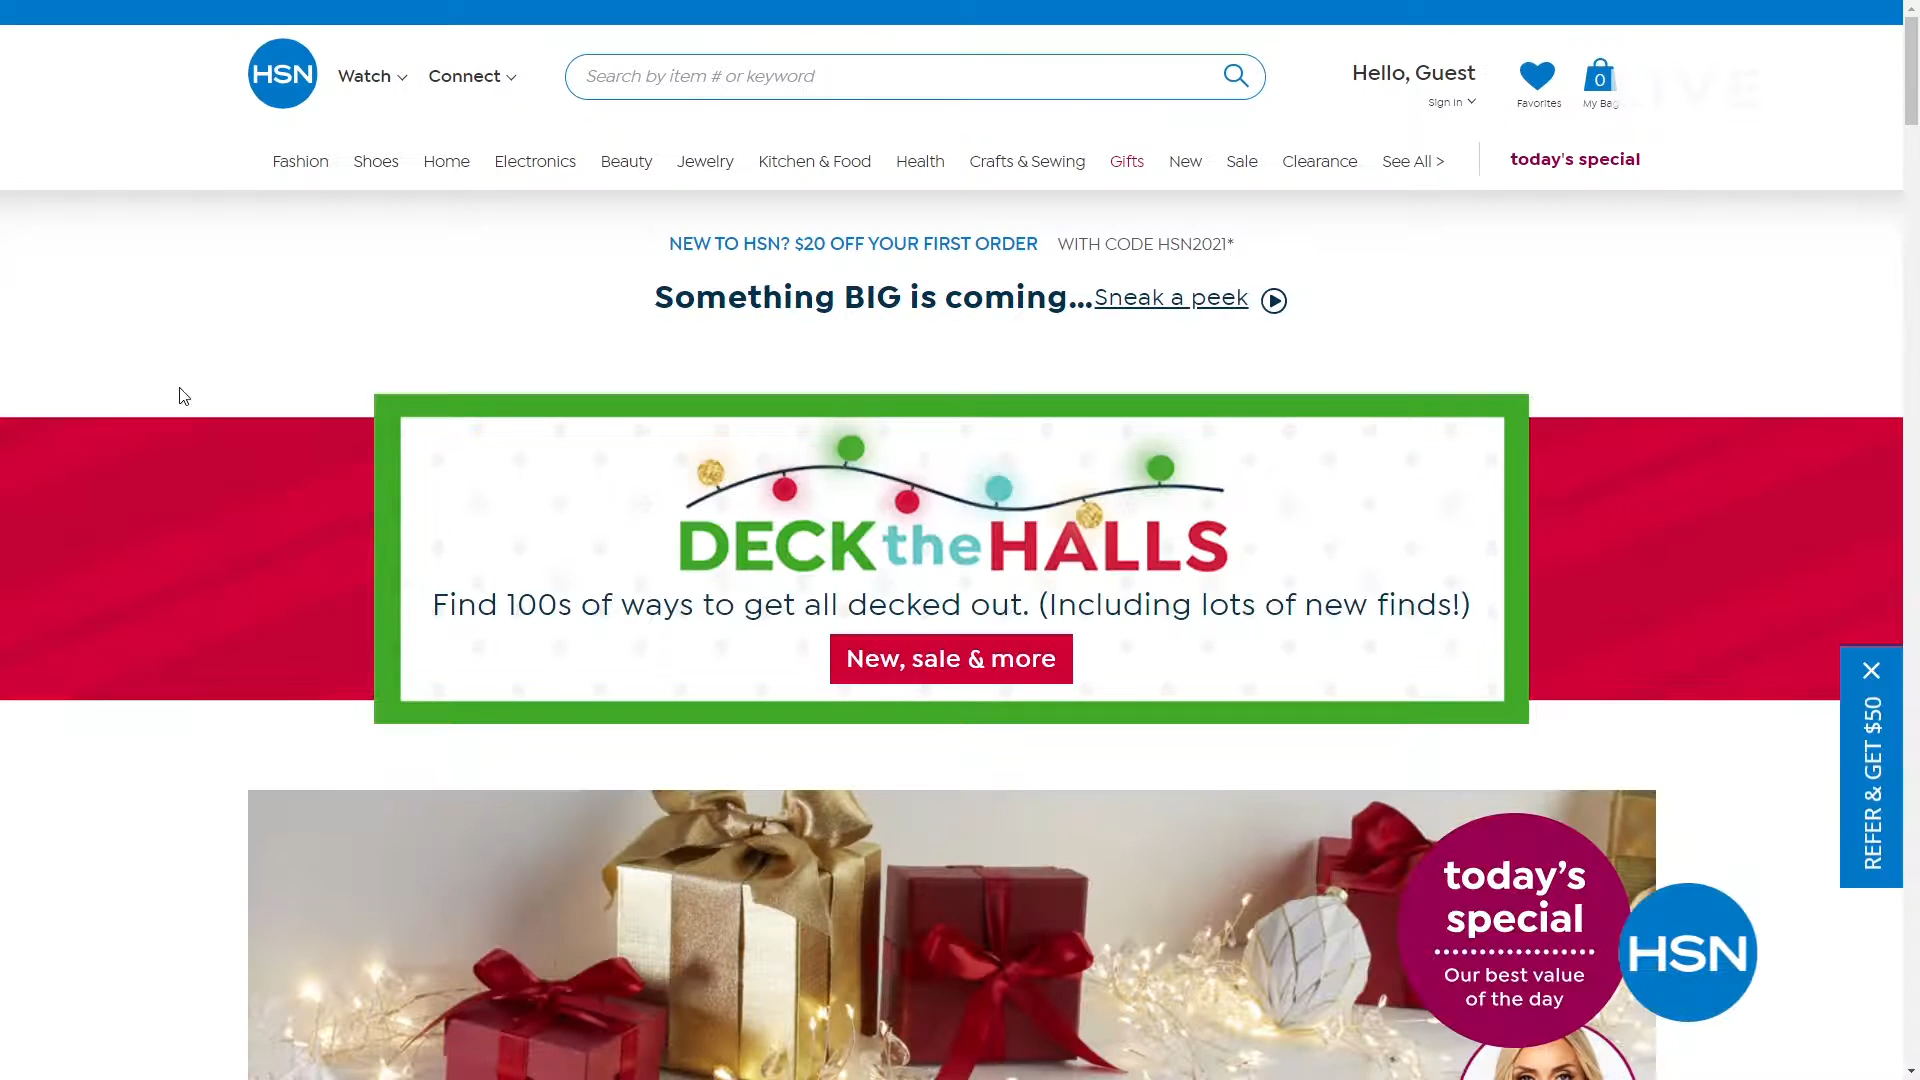 HSN Watch Connect Search by item # or keyword Hello, Guest
Sign in Favorites 0 My Bag
LIVE
Fashion Shoes Home Electronics Beauty Jewelry Kitchen & Food Health Crafts & Sewing Gifts New Sale Clearance See All > today's special
NEW TO HSN? $20 OFF YOUR FIRST ORDER WITH CODE HSN2021*
Something BIG is coming...Sneak a peek
DECK the HALLS
Find 100s of ways to get all decked out. (Including lots of new finds!)
New, sale & more
REFER & GET $50
today's
special
Our best value
of the day
HSN